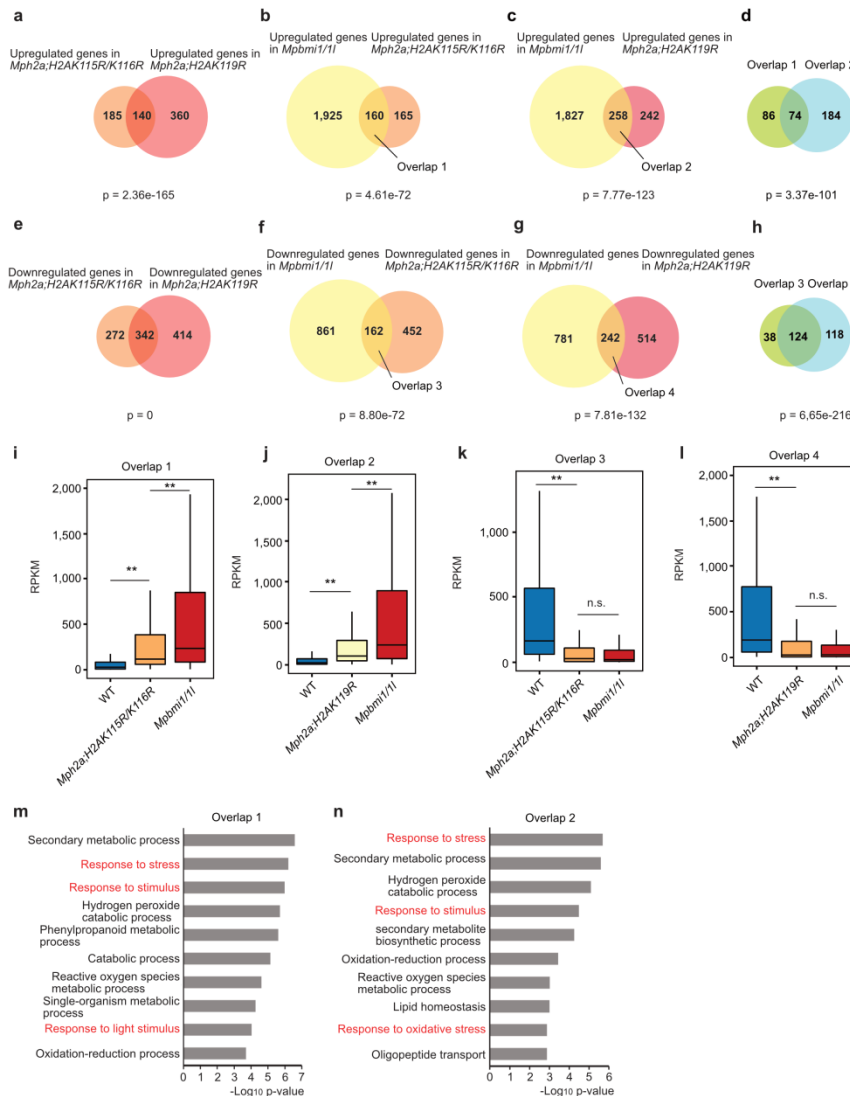 a
Upregulated genes in
Mph2a;H2AK115R/K116R
Upregulated genes in
Mph2a;H2AK119R
185 140 360
p = 2.36e-165
b
Upregulated genes
in Mpbmi1/1l
Upregulated genes in
Mph2a;H2AK115R/K116R
1,925 160 165
Overlap 1
p = 4.61e-72
c
Upregulated genes
in Mpbmi1/1l
Upregulated genes in
Mph2a;H2AK119R
1,827 258 242
Overlap 2
p = 7.77e-123
d
Overlap 1 Overlap 2
86 74 184
p = 3.37e-101
e
Downregulated genes in
Mph2a;H2AK115R/K116R
Downregulated genes
in Mph2a;H2AK119R
272 342 414
p = 0
f
Downregulated genes
in Mpbmi1/1l
Downregulated genes in
Mph2a;H2AK115R/K116R
861 162 452
Overlap 3
p = 8.80e-72
g
Downregulated genes
in Mpbmi1/1l
Downregulated genes
in Mph2a;H2AK119R
781 242 514
Overlap 4
p = 7.81e-132
h
Overlap 3 Overlap
38 124 118
p = 6,65e-216
i
Overlap 1
RPKM
2,000
1,500
1,000
500
0
**
**
WT
Mph2a;H2AK115R/K116R
Mpbmi1/1l
j
Overlap 2
RPKM
2,000
1,500
1,000
500
0
**
**
WT
Mph2a;H2AK119R
Mpbmi1/1l
k
Overlap 3
RPKM
1,000
500
0
**
n.s.
WT
Mph2a;H2AK115R/K116R
Mpbmi1/1l
l
Overlap 4
RPKM
2,000
1,500
1,000
500
0
**
n.s.
WT
Mph2a;H2AK119R
Mpbmi1/1l
m
Overlap 1
Secondary metabolic process
Response to stress
Response to stimulus
Hydrogen peroxide
catabolic process
Phenylpropanoid metabolic
process
Catabolic process
Reactive oxygen species
metabolic process
Single-organism metabolic
process
Response to light stimulus
Oxidation-reduction process
0 1 2 3 4 5 6 7
-Log10 p-value
n
Overlap 2
Response to stress
Secondary metabolic process
Hydrogen peroxide
catabolic process
Response to stimulus
secondary metabolite
biosynthetic process
Oxidation-reduction process
Reactive oxygen species
metabolic process
Lipid homeostasis
Response to oxidative stress
Oligopeptide transport
0 1 2 3 4 5 6
-Log10 p-value